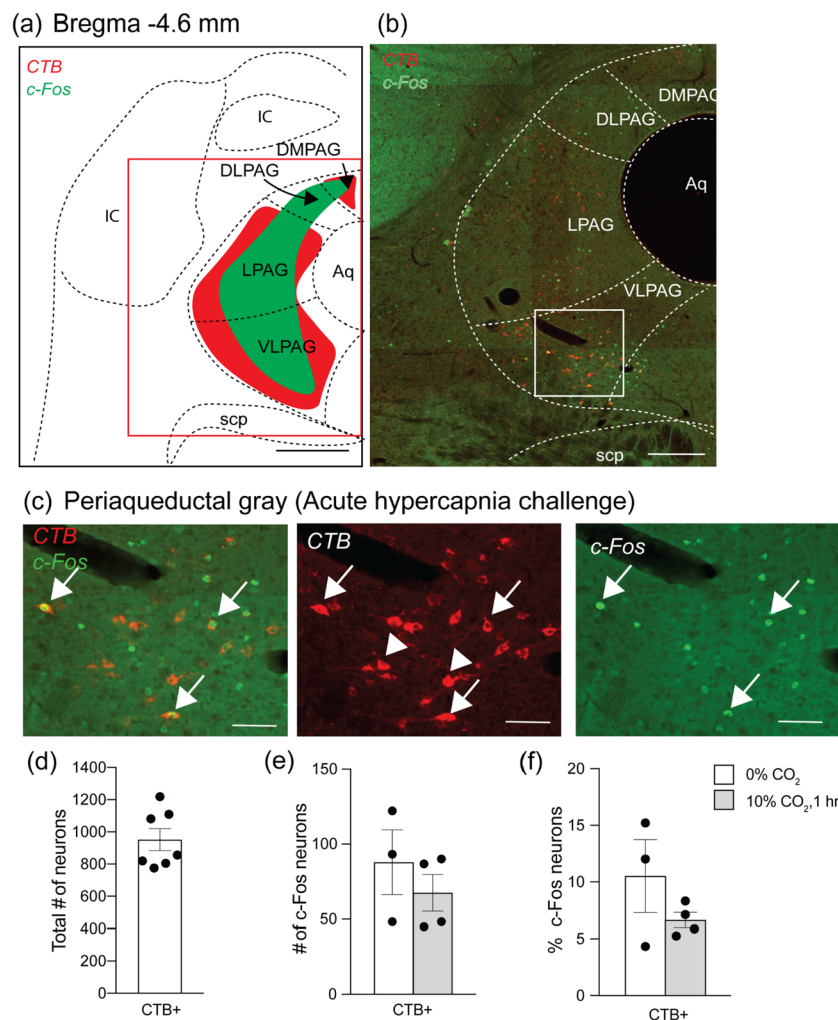 (a) Bregma -4.6 mm
CTB
c-Fos
IC
IC
DMPAG
DLPAG
LPAG
Aq
VLPAG
scp
(b)
CTB
c-Fos
DMPAG
DLPAG
Aq
LPAG
VLPAG
scp
(c) Periaqueductal gray (Acute hypercapnia challenge)
CTB
c-Fos
CTB
c-Fos
(d)
Total # of neurons
1400
1200
1000
800
600
400
200
0
CTB+
(e)
# of c-Fos neurons
150
100
50
0
CTB+
(f)
% c-Fos neurons
20
15
10
5
0
CTB+
0% CO₂
10% CO₂,1 hr